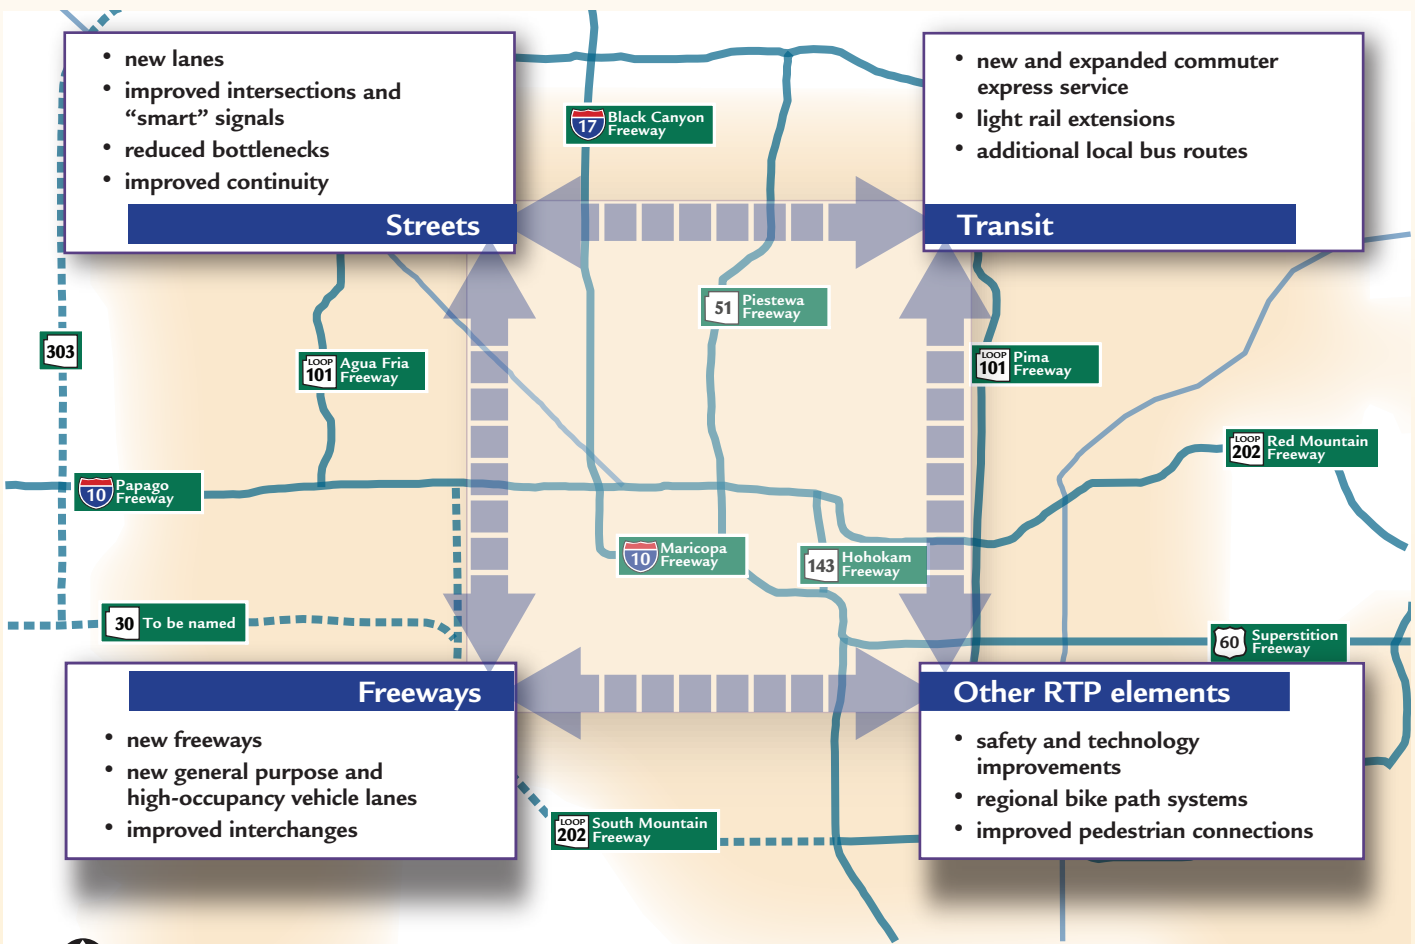 • new lanes
• improved intersections and
“smart” signals
• reduced bottlenecks
• improved continuity
Streets
• new and expanded commuter
express service
• light rail extensions
• additional local bus routes
Transit
17 Black Canyon
Freeway
51 Piestewa
Freeway
303
LOOP
101
Agua Fria
Freeway
LOOP
101
Pima
Freeway
LOOP
202
Red Mountain
Freeway
10 Papago
Freeway
10 Maricopa
Freeway
143 Hohokam
Freeway
30 To be named
60 Superstition
Freeway
Freeways
• new freeways
• new general purpose and
high-occupancy vehicle lanes
• improved interchanges
Other RTP elements
• safety and technology
improvements
• regional bike path systems
• improved pedestrian connections
LOOP
202
South Mountain
Freeway